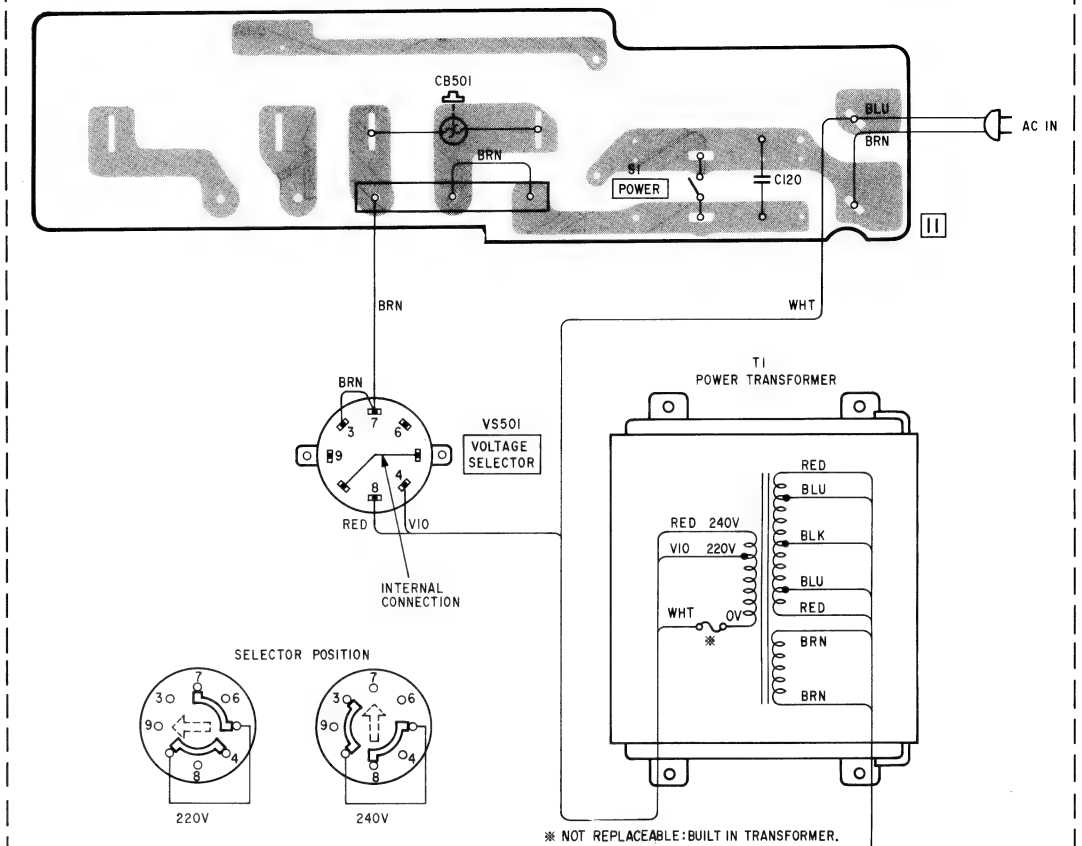 CB501
BLU
AC IN
BRN
BRN
S1
POWER
C120
11
BRN
WHT
T1
POWER TRANSFORMER
BRN
7
3
6
VS501
VOLTAGE
SELECTOR
9
4
8
RED
VIO
INTERNAL
CONNECTION
RED
BLU
RED 240V
BLK
VIO 220V
BLU
WHT
0V
RED
※
BRN
BRN
SELECTOR POSITION
7
3
6
9
4
8
220V
7
3
6
9
4
8
240V
※ NOT REPLACEABLE:BUILT IN TRANSFORMER.